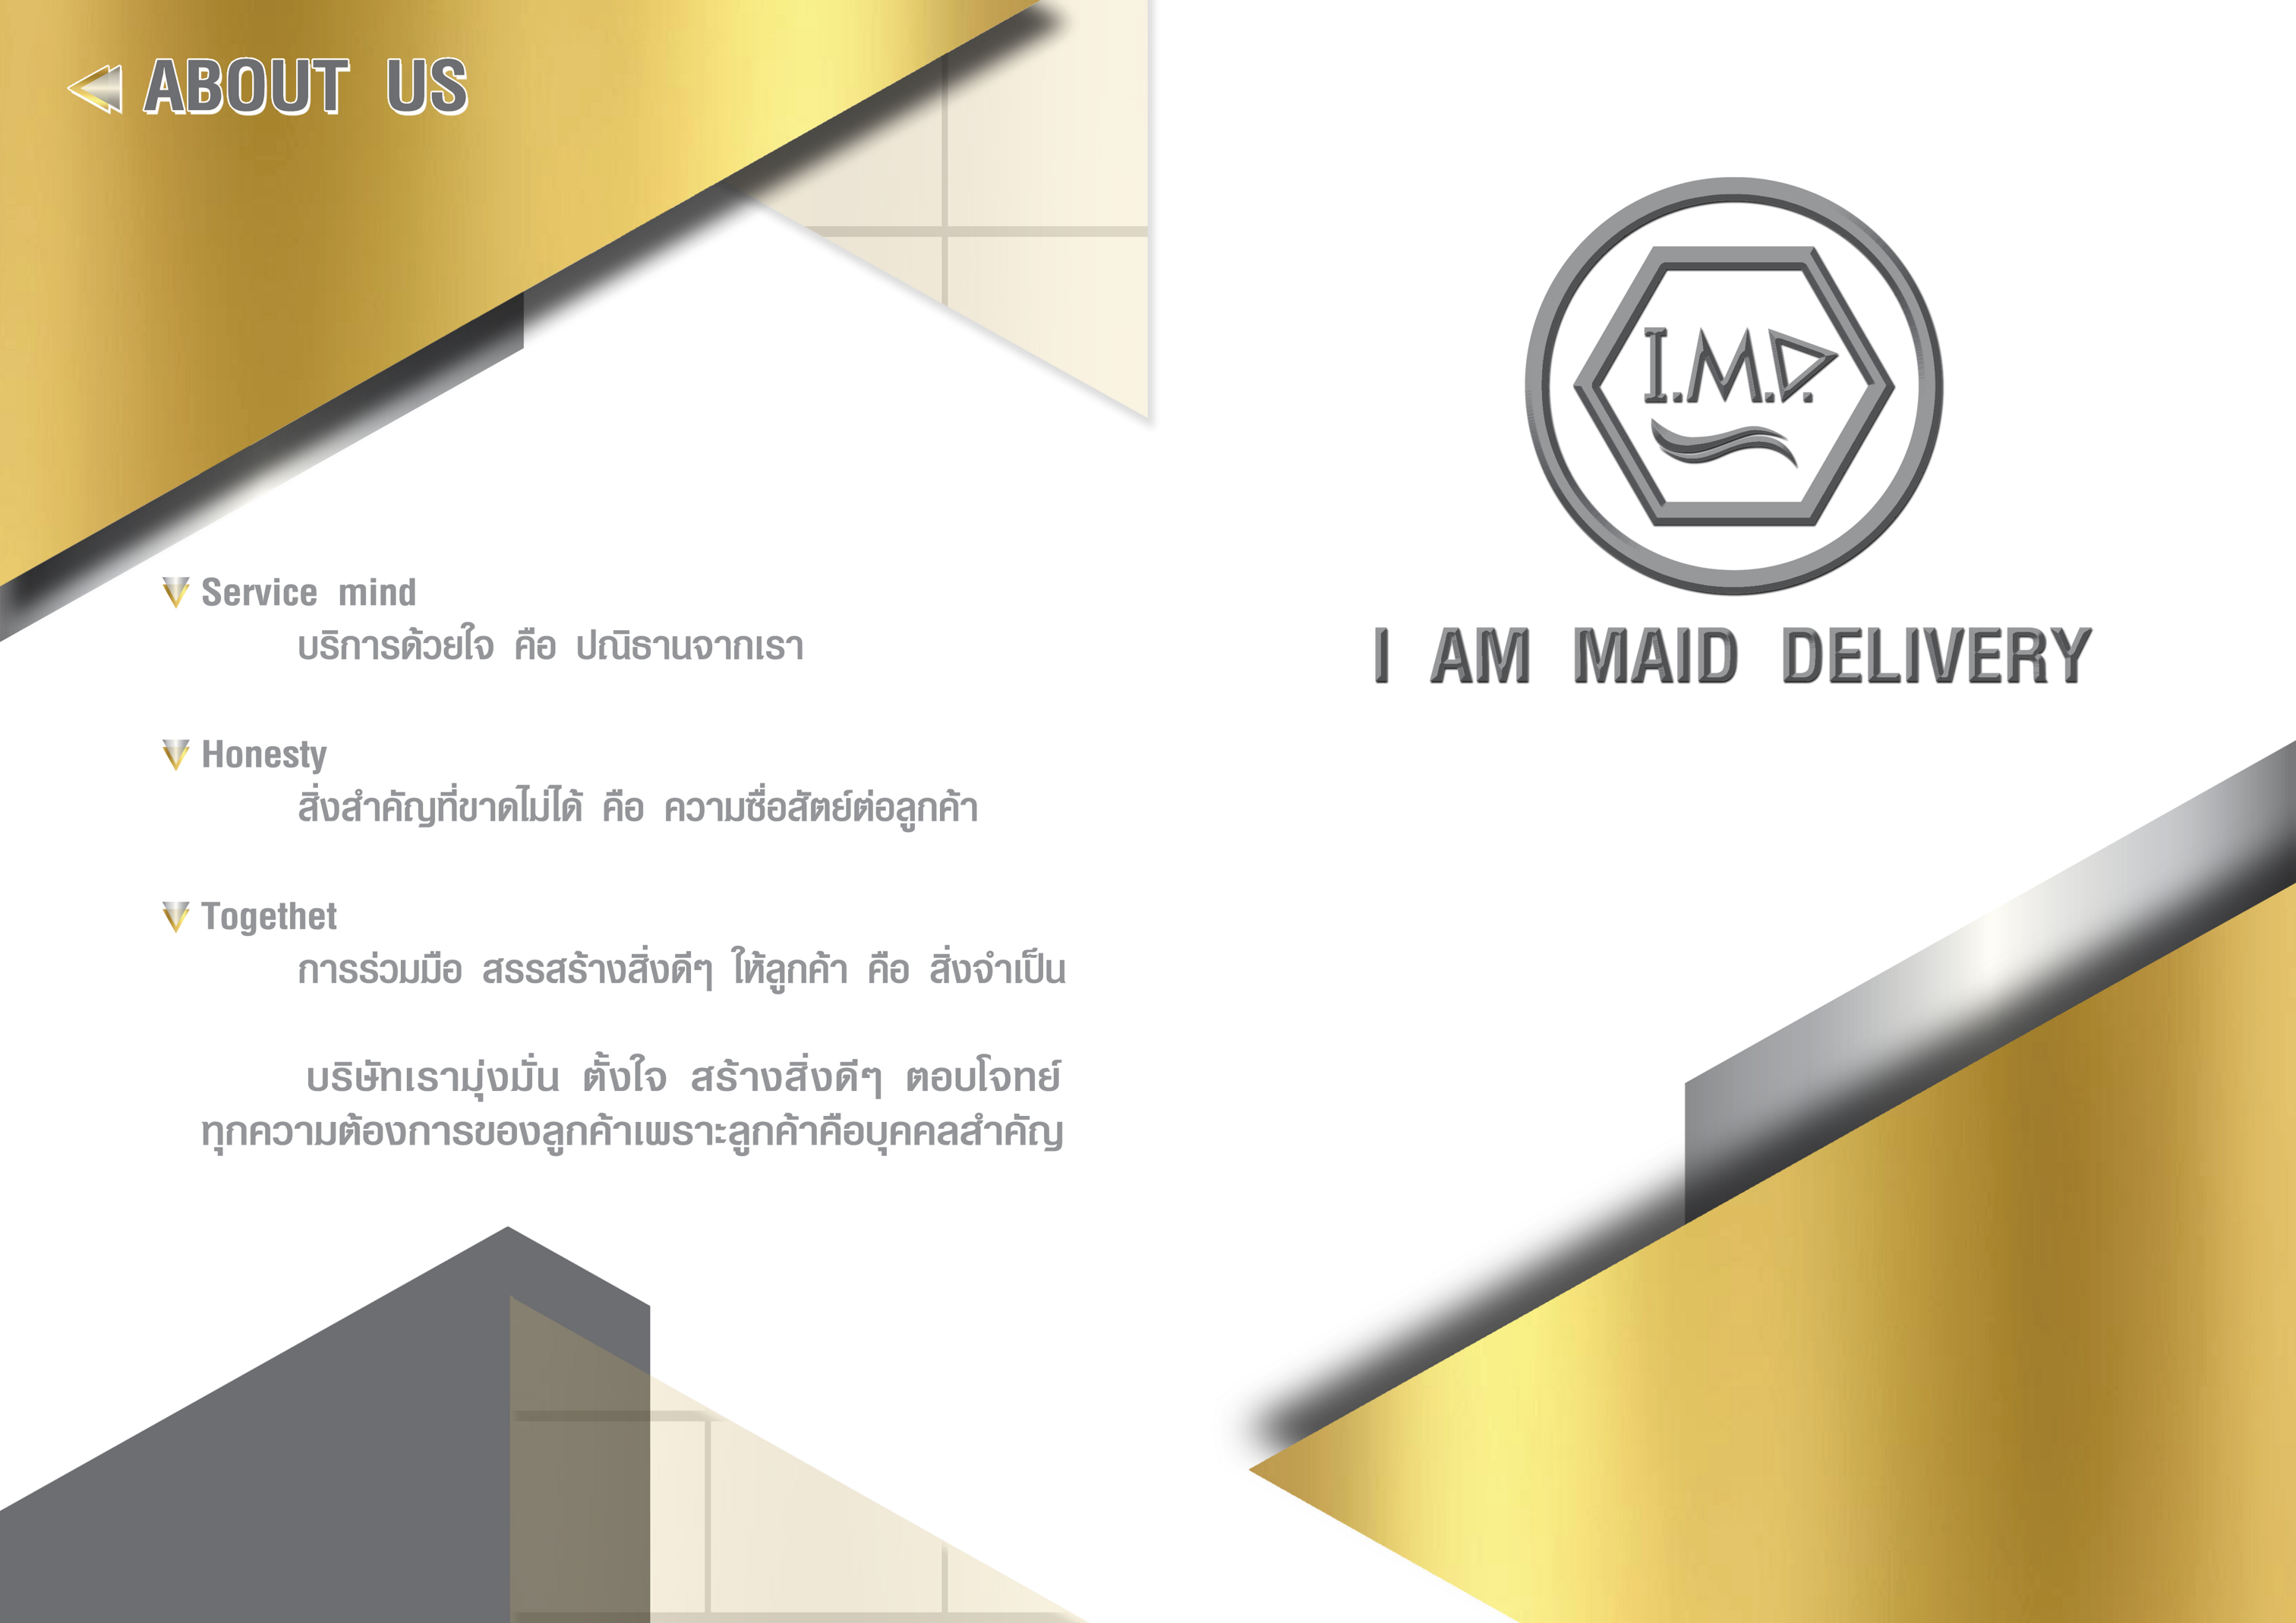 ABOUT US
Service mind
บริการด้วยใจ คือ ปณิธานจากเรา
Honesty
สิ่งสำคัญที่ขาดไม่ได้ คือ ความซื่อสัตย์ต่อลูกค้า
Togethet
การร่วมมือ สรรสร้างสิ่งดีๆ ให้ลูกค้า คือ สิ่งจำเป็น
บริษัทเรามุ่งมั่น ตั้งใจ สร้างสิ่งดีๆ ตอบโจทย์
ทุกความต้องการของลูกค้าเพราะลูกค้าคือบุคคลสำคัญ
I.M.D.
I AM MAID DELIVERY